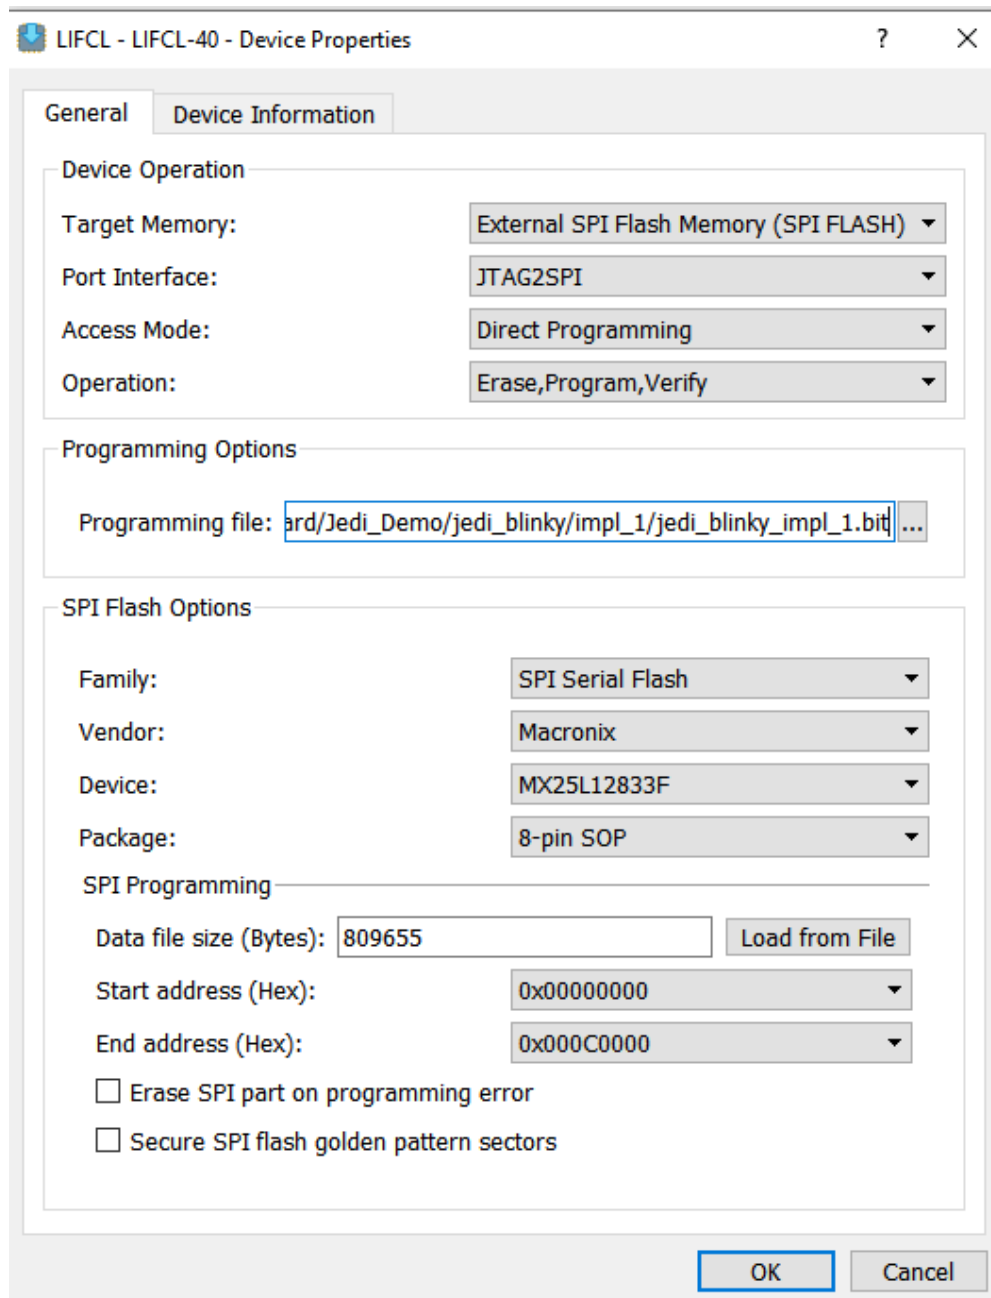 LIFCL - LIFCL-40 - Device Properties ?
General Device Information
Device Operation
Target Memory: External SPI Flash Memory (SPI FLASH)
Port Interface: JTAG2SPI
Access Mode: Direct Programming
Operation: Erase,Program,Verify
Programming Options
Programming file: ard/Jedi_Demo/jedi_blinky/impl_1/jedi_blinky_impl_1.bit ...
SPI Flash Options
Family: SPI Serial Flash
Vendor: Macronix
Device: MX25L12833F
Package: 8-pin SOP
SPI Programming
Data file size (Bytes): 809655 Load from File
Start address (Hex): 0x00000000
End address (Hex): 0x000C0000
Erase SPI part on programming error
Secure SPI flash golden pattern sectors
OK Cancel